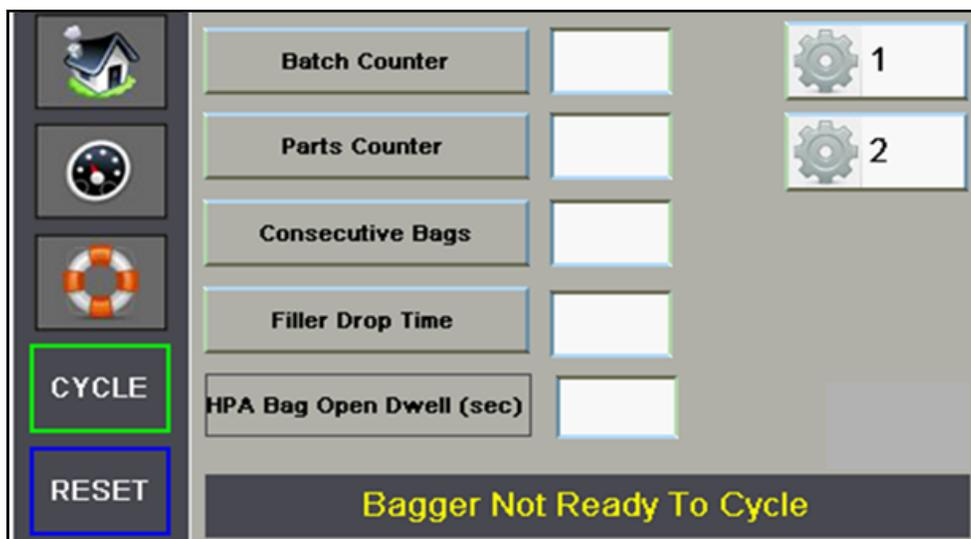 Batch Counter
1
Parts Counter
2
Consecutive Bags
Filler Drop Time
HPA Bag Open Dwell (sec)
CYCLE
RESET
Bagger Not Ready To Cycle